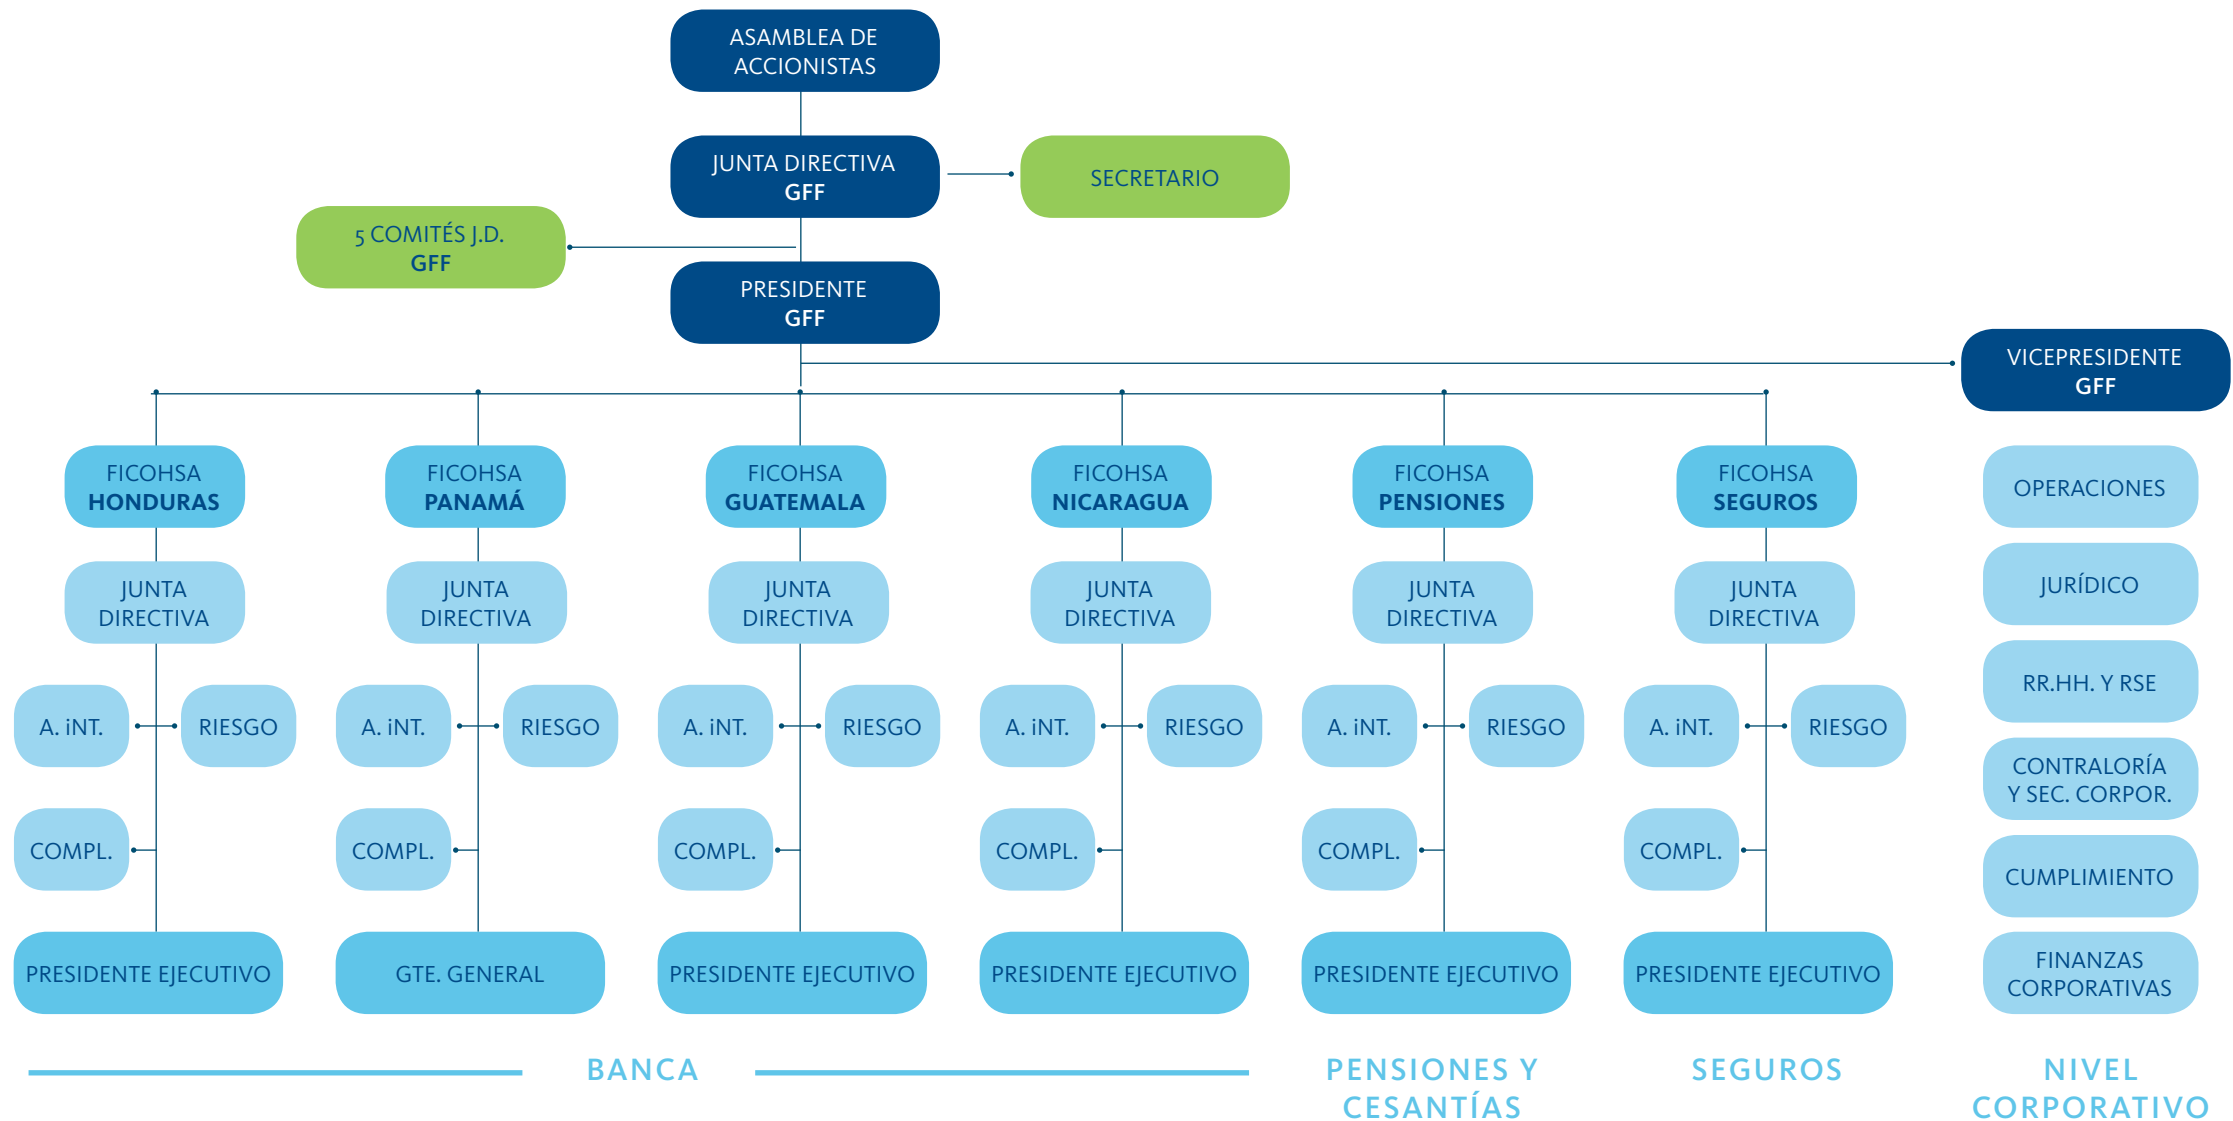 ASAMBLEA DE
ACCIONISTAS
JUNTA DIRECTIVA
GFF
SECRETARIO
5 COMITÉS J.D.
GFF
PRESIDENTE
GFF
VICEPRESIDENTE
GFF
FICOHSA
HONDURAS
FICOHSA
PANAMÁ
FICOHSA
GUATEMALA
FICOHSA
NICARAGUA
FICOHSA
PENSIONES
FICOHSA
SEGUROS
OPERACIONES
JUNTA
DIRECTIVA
JUNTA
DIRECTIVA
JUNTA
DIRECTIVA
JUNTA
DIRECTIVA
JUNTA
DIRECTIVA
JUNTA
DIRECTIVA
JURÍDICO
RR.HH. Y RSE
A. iNT.
RIESGO
A. iNT.
RIESGO
A. iNT.
RIESGO
A. iNT.
RIESGO
A. iNT.
RIESGO
A. iNT.
RIESGO
CONTRALORÍA
Y SEC. CORPOR.
COMPL.
COMPL.
COMPL.
COMPL.
COMPL.
COMPL.
CUMPLIMIENTO
PRESIDENTE EJECUTIVO
GTE. GENERAL
PRESIDENTE EJECUTIVO
PRESIDENTE EJECUTIVO
PRESIDENTE EJECUTIVO
PRESIDENTE EJECUTIVO
FINANZAS
CORPORATIVAS
BANCA
PENSIONES Y
CESANTÍAS
SEGUROS
NIVEL
CORPORATIVO